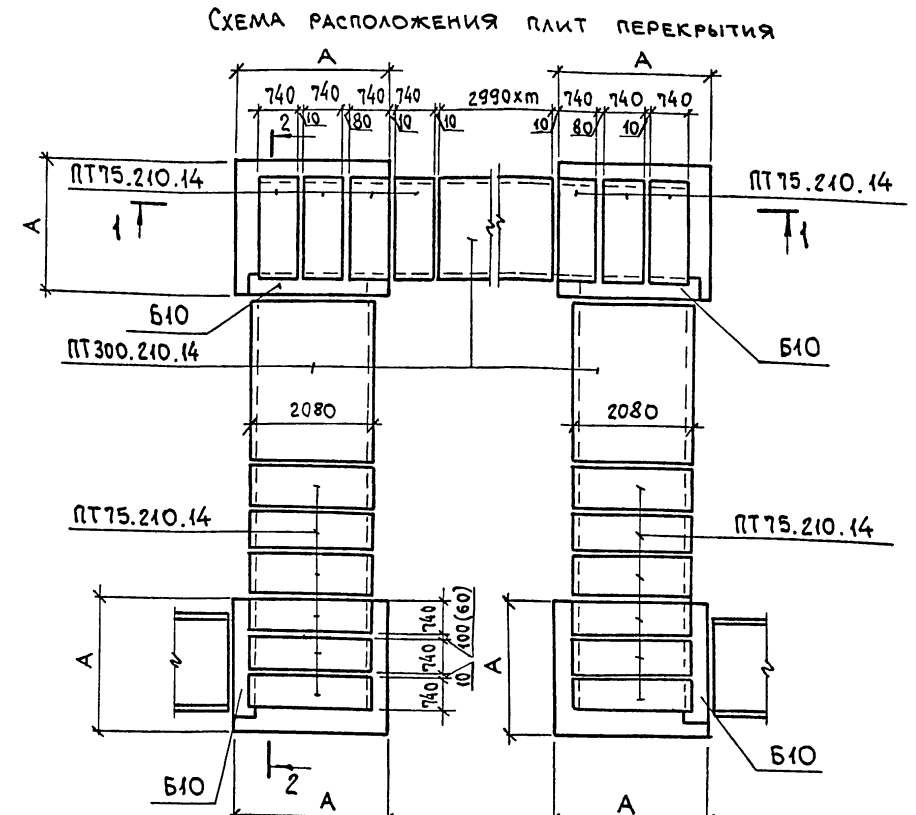 Схема расположения плит перекрытия
А А
740 740 740 740 2990xm 740 740 740
2 10 80 10 10 10 80 10
ПТ75.210.14 ПТ75.210.14
А
1 1
Б10 Б10
ПТ300.210.14
2080 2080
ПТ75.210.14 ПТ75.210.14
А 740 100(60) А
740
740 10
Б10 Б10
2
А А